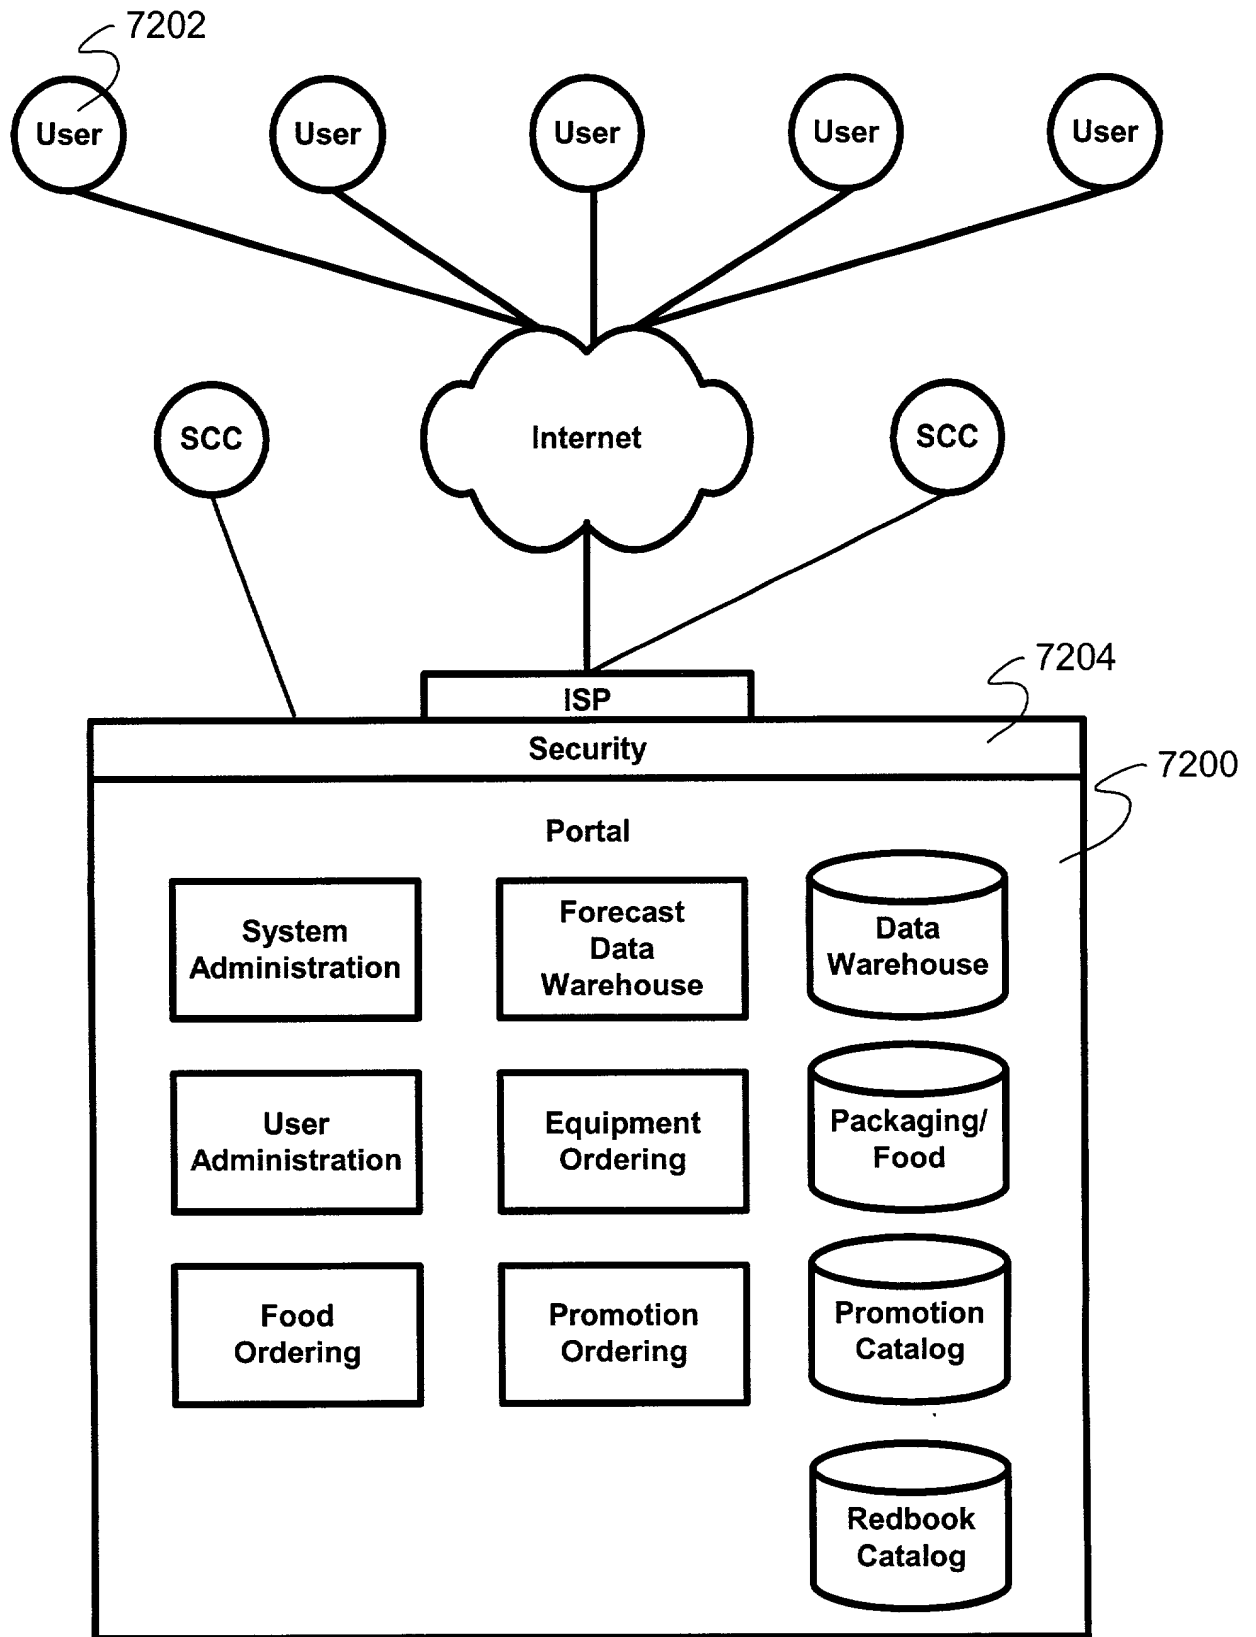 7202
User
User
User
User
User
SCC
Internet
SCC
7204
ISP
Security
7200
Portal
System
Administration
Forecast
Data
Warehouse
Data
Warehouse
User
Administration
Equipment
Ordering
Packaging/
Food
Food
Ordering
Promotion
Ordering
Promotion
Catalog
Redbook
Catalog